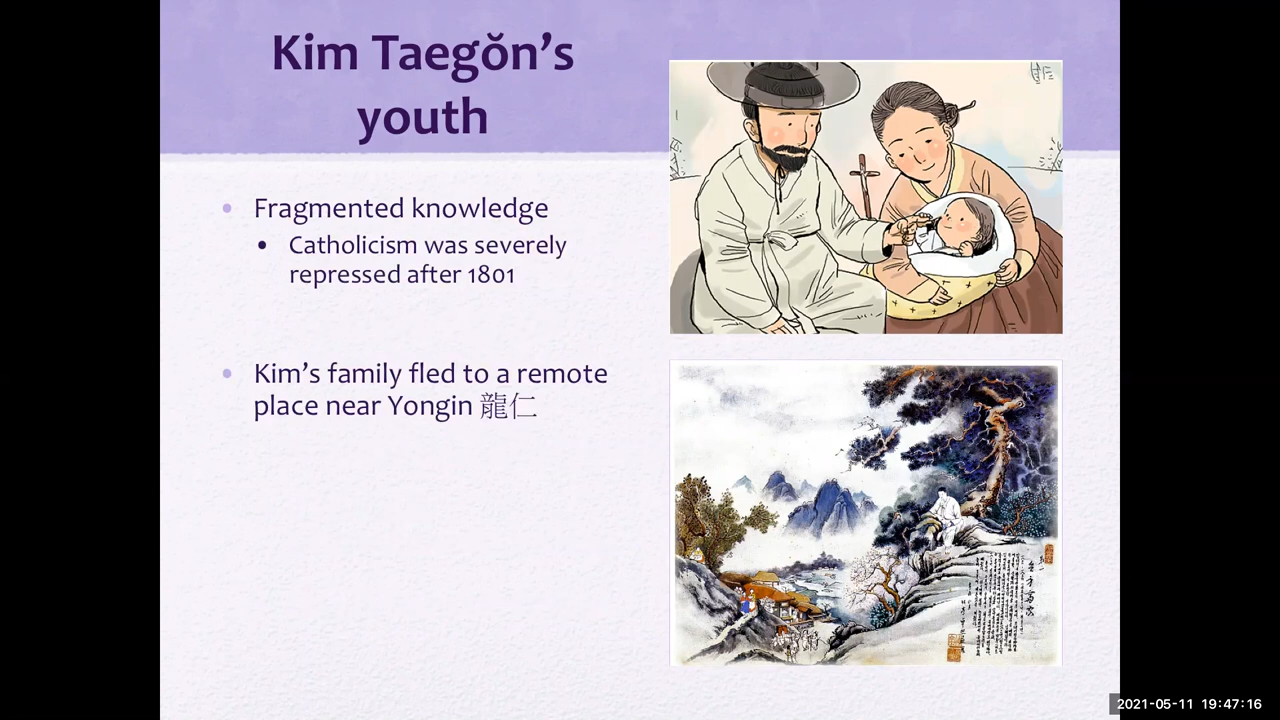 Kim Taegŏn’s
youth
Fragmented knowledge
Catholicism was severely
repressed after 1801
Kim’s family fled to a remote
place near Yongin 龍仁
2021-05-11 19:47:16